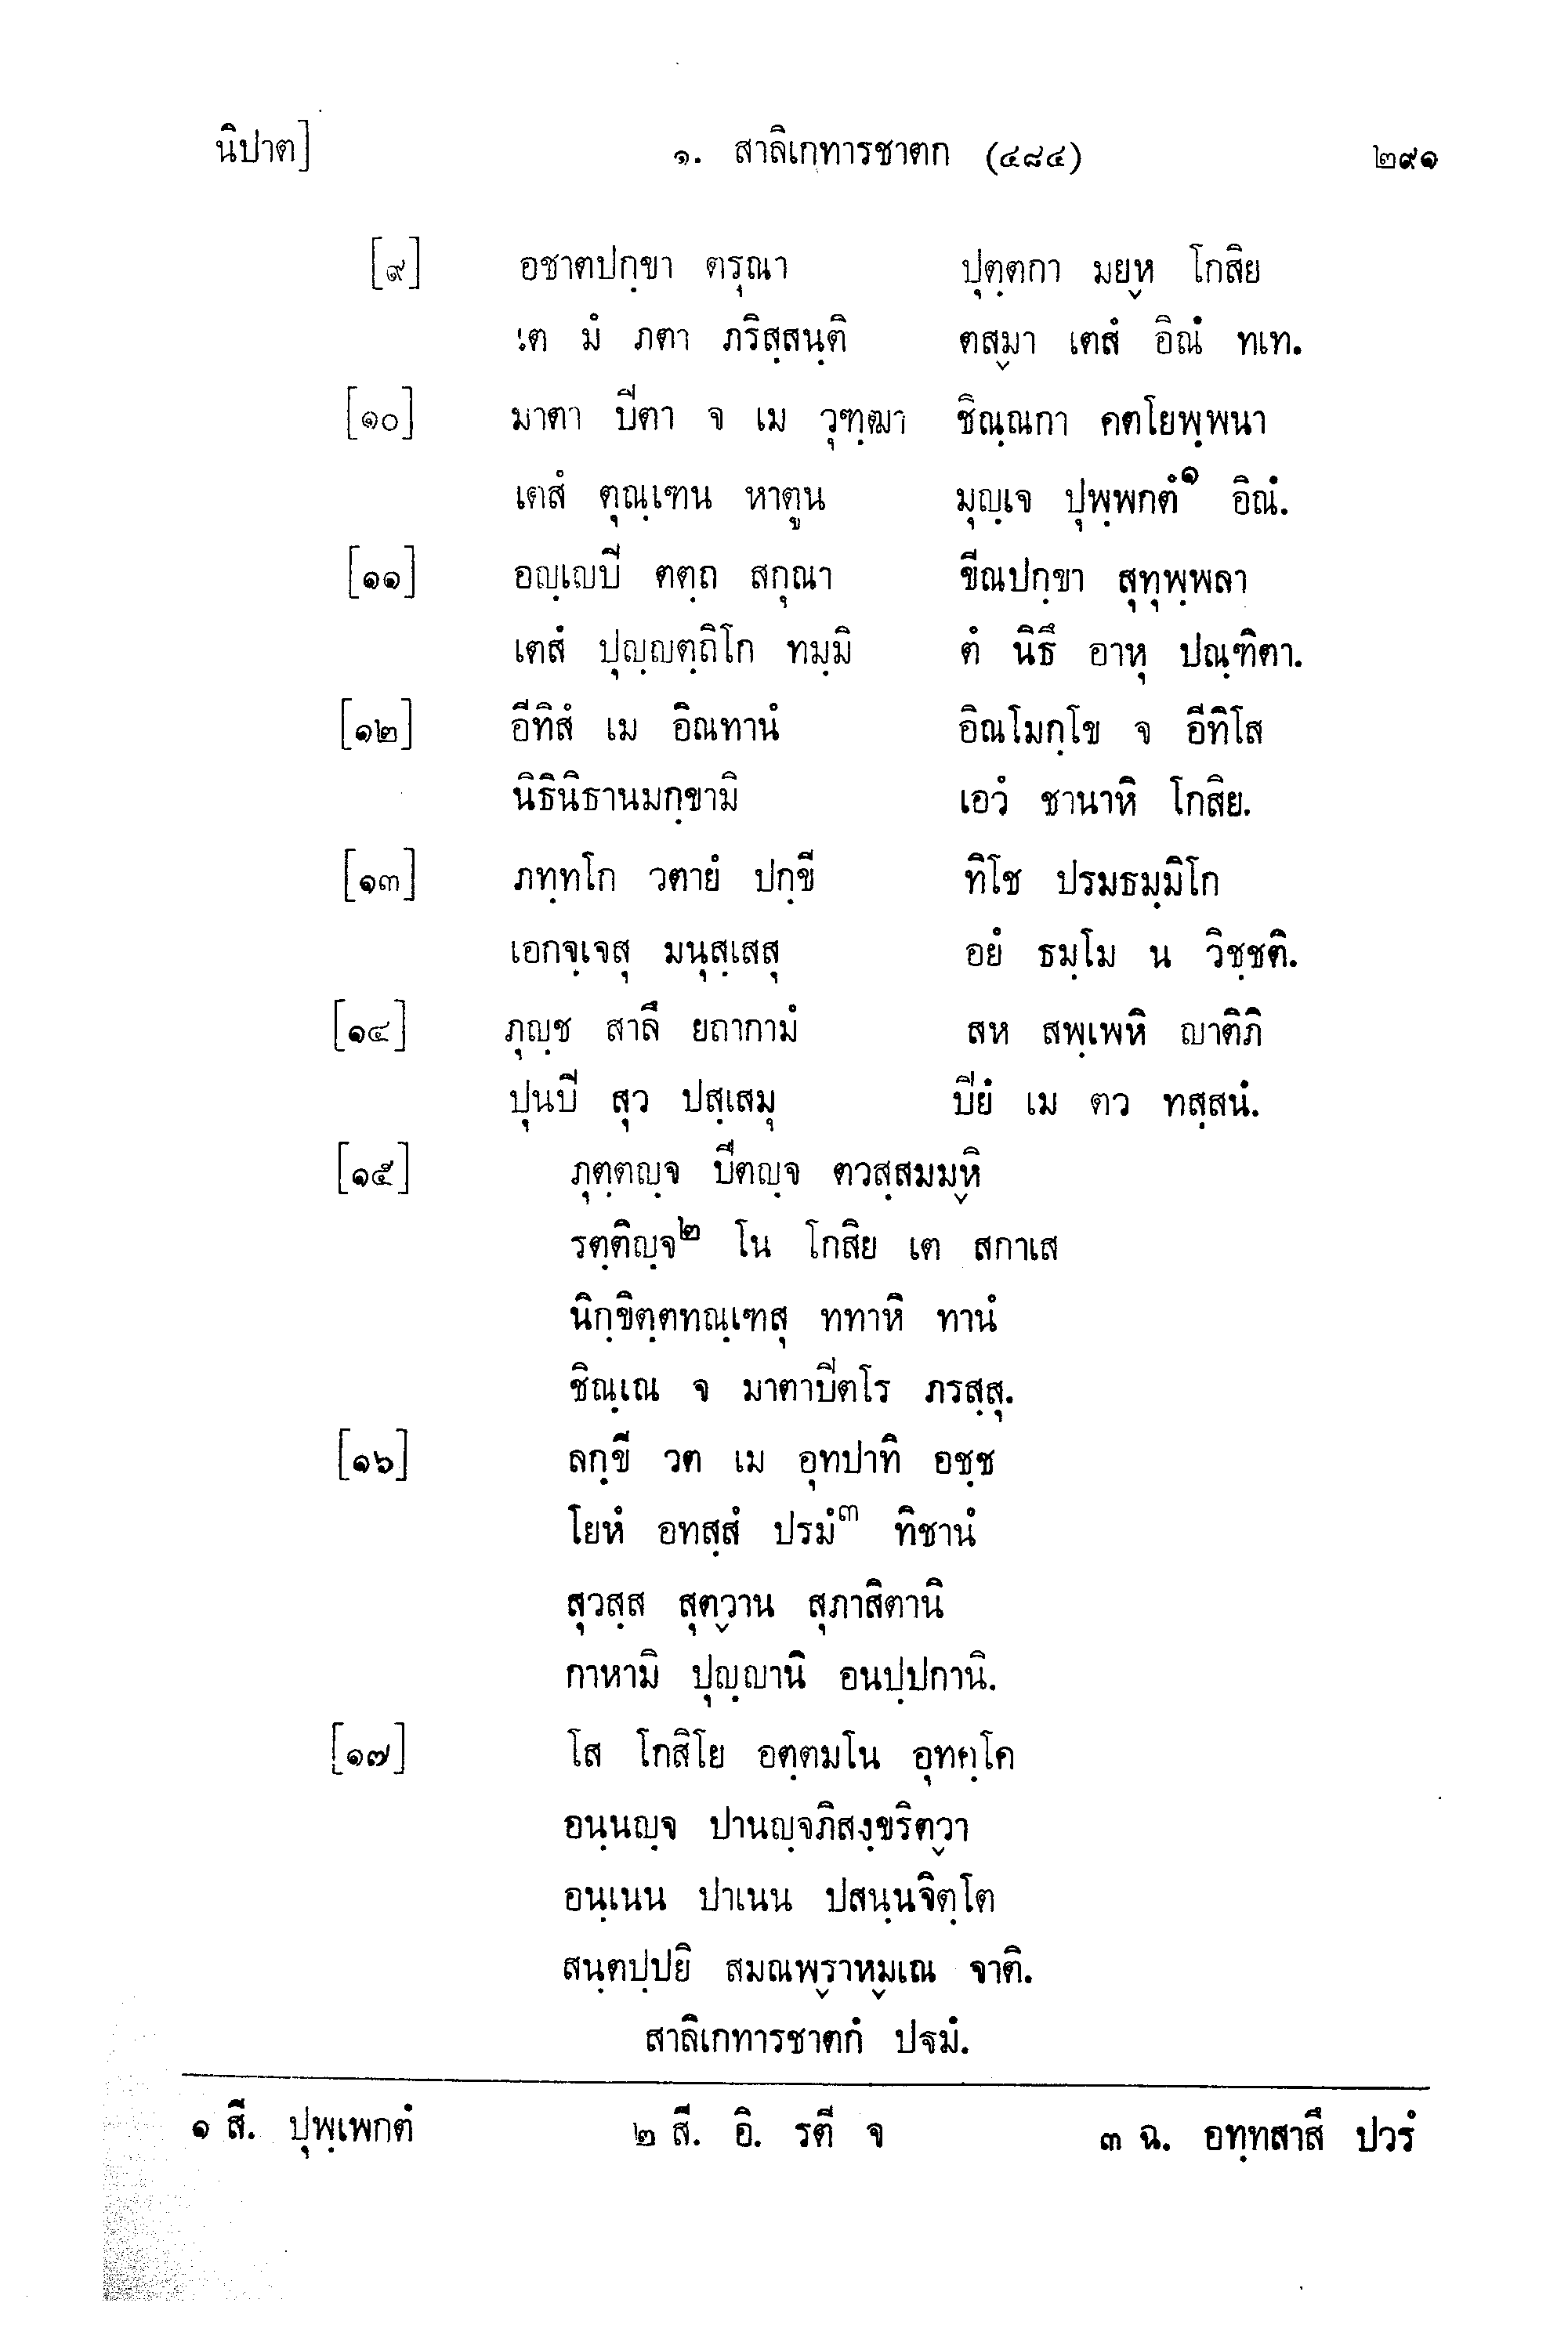 นิปาต] ๑. สาลิเกทารชาตก (๔๘๔) ๒๙๑
[๙] อชาตปกฺขา ตรุณา ปุตฺตกา มยฺห โกสิย
เต มํ ภตา ภริสฺสนฺติ ตสฺมา เตสํ อิณํ ทเท.
[๑๐] มาตา ปิตา จ เม วุฑฺฒา ชิณฺณกา คตโยพฺพนา
เตสํ ตุณฺเฑน หาตูน มุญฺเจ ปุพฺพกตํ๑ อิณํ.
[๑๑] อญฺเญปิ ตตฺถ สกุณา ขีณปกฺขา สุทุพฺพลา
เตสํ ปุญฺญตฺถิโก ทมฺมิ ตํ นิธึ อาหุ ปณฺฑิตา.
[๑๒] อีทิสํ เม อิณทานํ อิณโมกฺโข จ อีทิโส
นิธินิธานมกฺขามิ เอวํ ชานาหิ โกสิย.
[๑๓] ภทฺทโก วตายํ ปกฺขี ทิโช ปรมธมฺมิโก
เอกจฺเจสุ มนุสฺเสสุ อยํ ธมฺโม น วิชฺชติ.
[๑๔] ภุญฺช สาลึ ยถากามํ สห สพฺเพหิ ญาติภิ
ปุนปิ สุว ปสฺเสมุ ปิยํ เม ตว ทสฺสนํ.
[๑๕] ภุตฺตญฺจ ปีตญฺจ ตวสฺสมมฺหิ
รตฺติญฺจ๒ โน โกสิย เต สกาเส
นิกฺขิตฺตทณฺเฑสุ ททาหิ ทานํ
ชิณฺเณ จ มาตาปิตโร ภรสฺสุ.
[๑๖] ลกฺขี วต เม อุทปาทิ อชฺช
โยหํ อทสฺสํ ปรมํ๓ ทิชานํ
สุวสฺส สุตฺวาน สุภาสิตานิ
กาหามิ ปุญฺญานิ อนปฺปกานิ.
[๑๗] โส โกสิโย อตฺตมโน อุทคฺโค
อนฺนญฺจ ปานญฺจภิสงฺขริตฺวา
อนฺเนน ปาเนน ปสนฺนจิตฺโต
สนฺตปฺปยิ สมณพฺราหฺมเณ จาติ.
สาลิเกทารชาตกํ ปฐมํ.
๑ สี. ปุพฺเพกตํ ๒ สี. อิ. รตี จ ๓ ฉ. อทฺทสาสึ ปวรํ